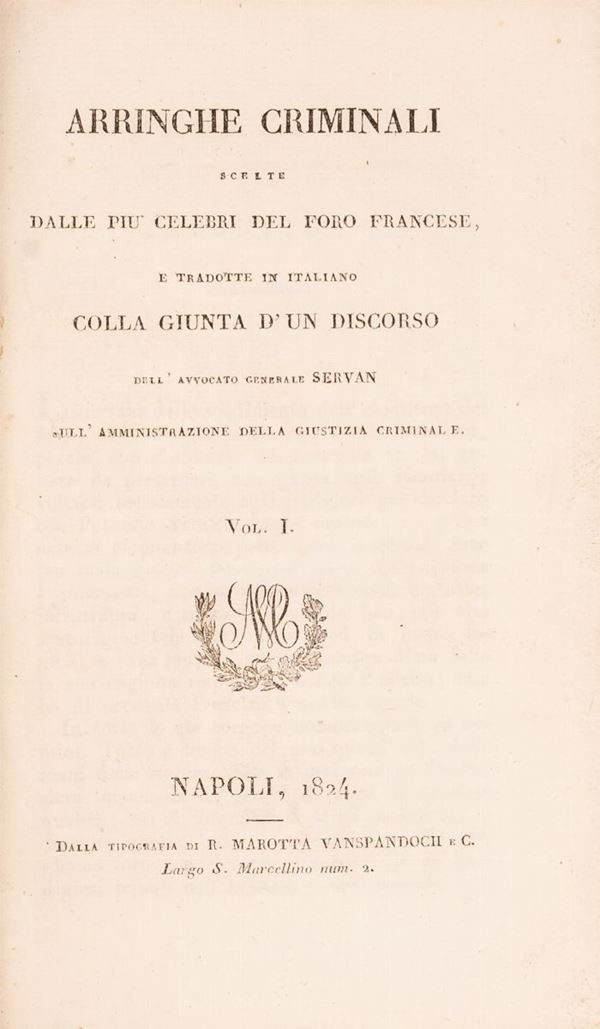 ARRINGHE CRIMINALI
SCELTE
DALLE PIU' CELEBRI DEL FORO FRANCESE,
E TRADOTTE IN ITALIANO
COLLA GIUNTA D'UN DISCORSO
DELL' AVVOCATO GENERALE SERVAN
SULL' AMMINISTRAZIONE DELLA GIUSTIZIA CRIMINALE.
VOL. I.
NAPOLI, 1824.
DALLA TIPOGRAFIA DI R. MAROTTA VANSPANDOCH E C.
Largo S. Marcellino num. 2.